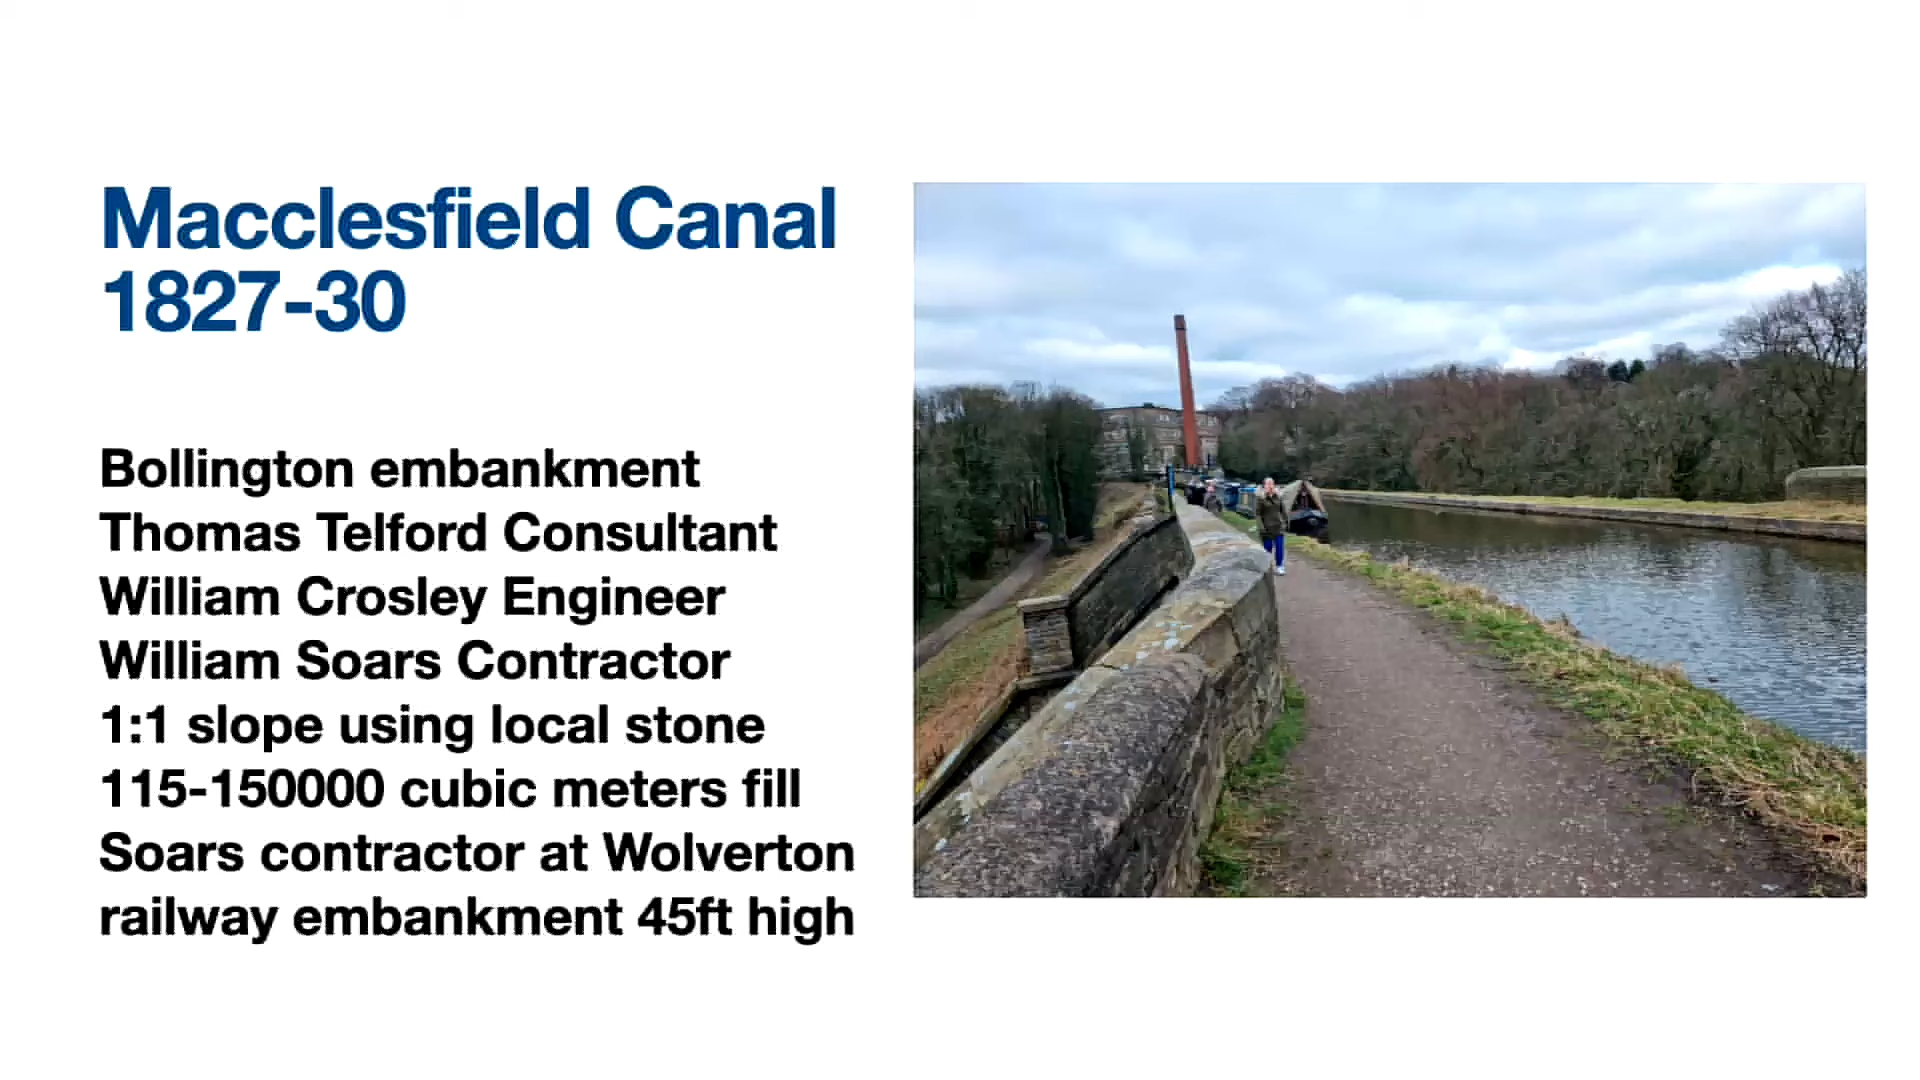 Macclesfield Canal
1827-30
Bollington embankment
Thomas Telford Consultant
William Crosley Engineer
William Soars Contractor
1:1 slope using local stone
115-150000 cubic meters fill
Soars contractor at Wolverton
railway embankment 45ft high